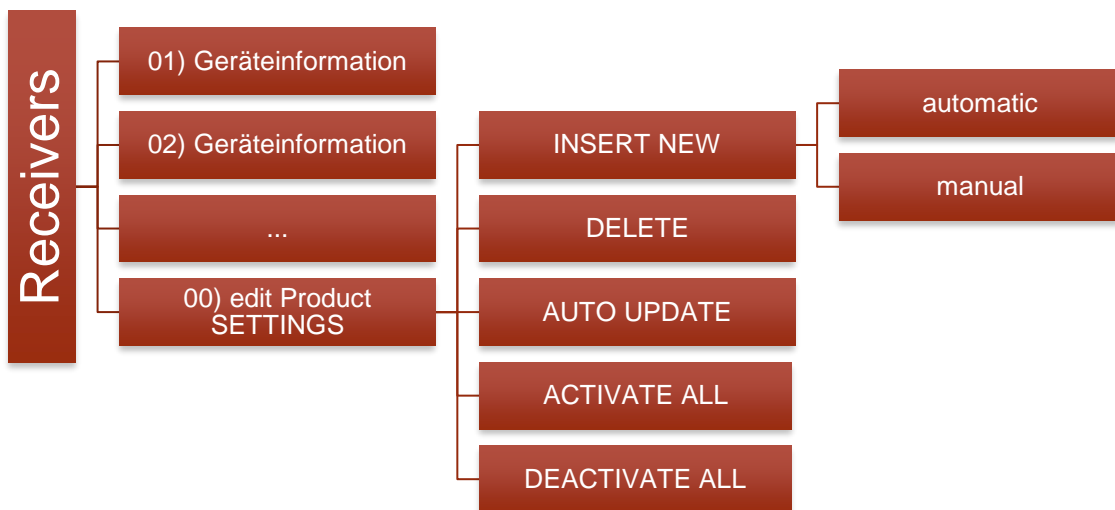 Receivers
01) Geräteinformation
02) Geräteinformation
...
00) edit Product
SETTINGS
INSERT NEW
DELETE
AUTO UPDATE
ACTIVATE ALL
DEACTIVATE ALL
automatic
manual